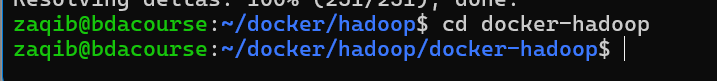 Resolving deltas: 100% (231/231), done.
zaqib@bdacourse:~/docker/hadoop$ cd docker-hadoop
zaqib@bdacourse:~/docker/hadoop/docker-hadoop$